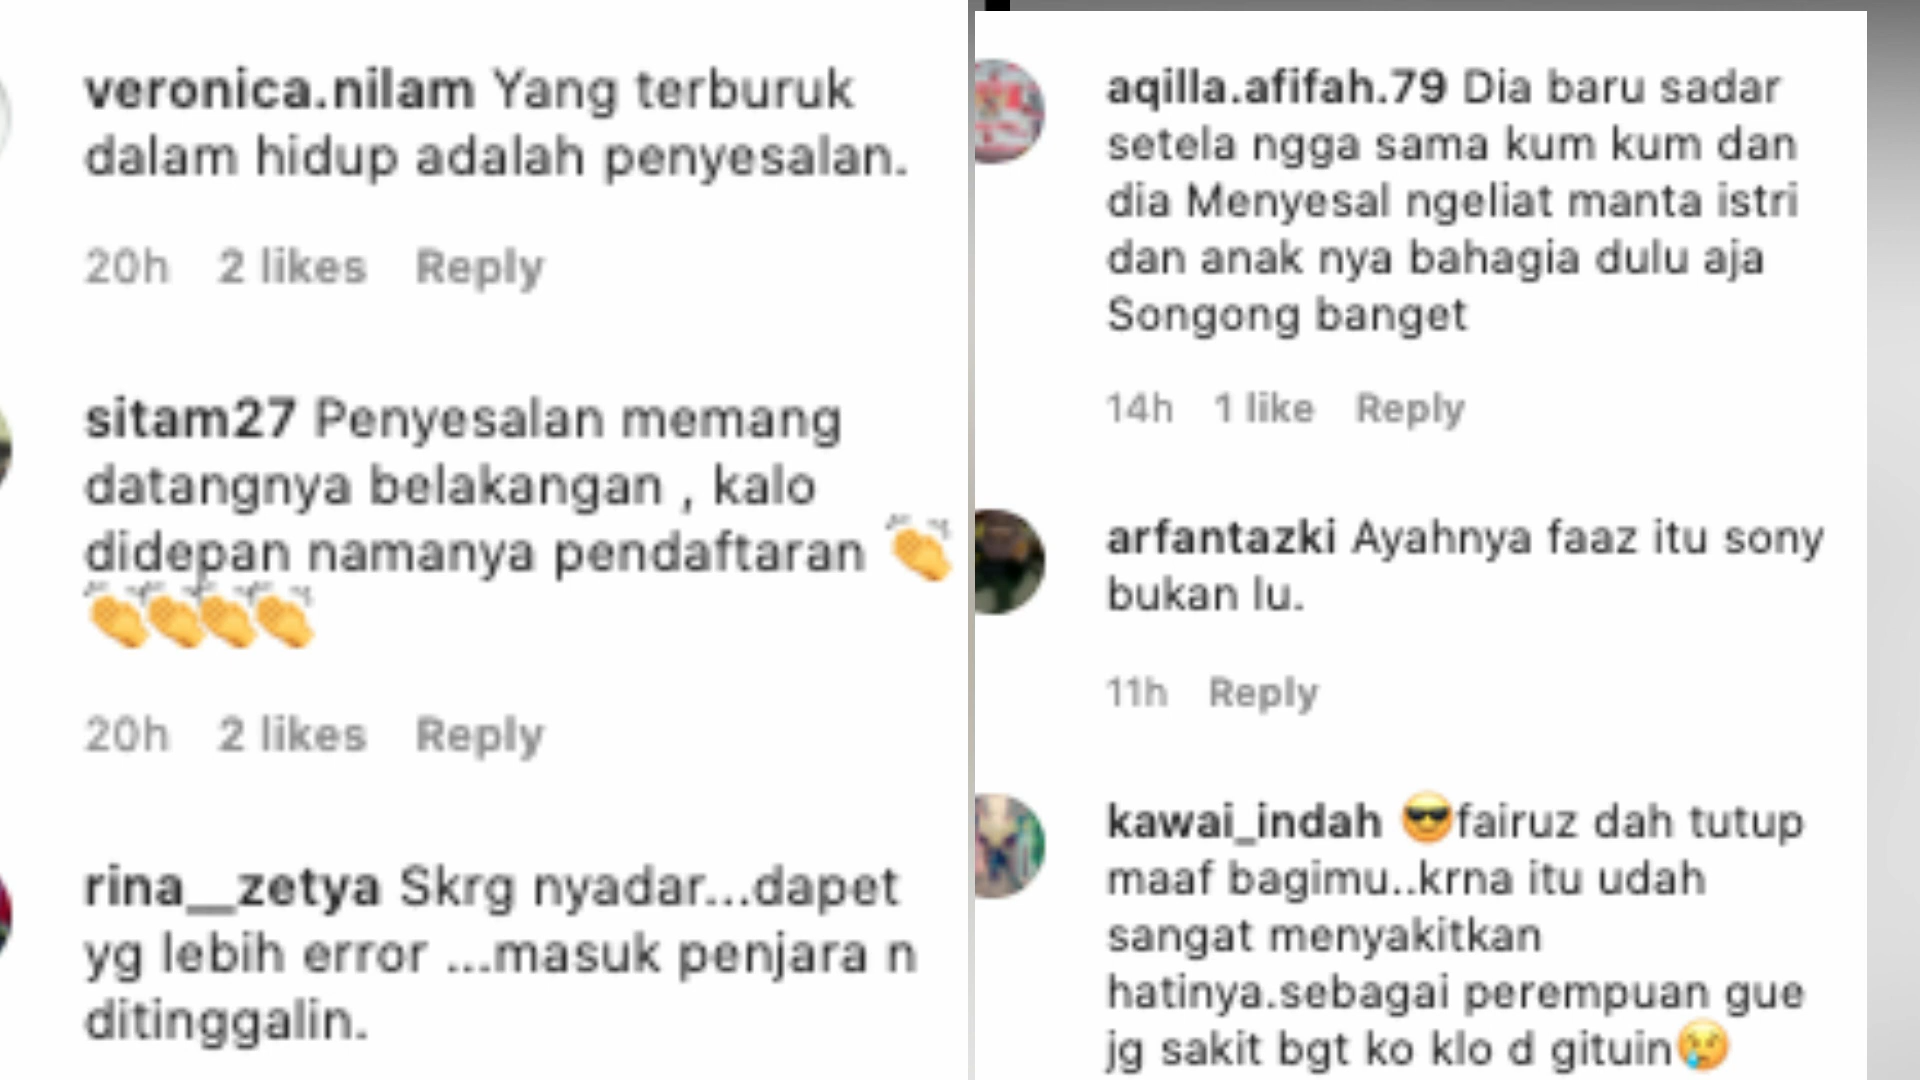 veronica.nilam Yang terburuk
dalam hidup adalah penyesalan.
20h 2 likes Reply
sitam27 Penyesalan memang
datangnya belakangan , kalo
didepan namanya pendaftaran 👏
👏👏👏👏
20h 2 likes Reply
rina__zetya Skrg nyadar...dapet
yg lebih error ...masuk penjara n
ditinggalin.
aqilla.afifah.79 Dia baru sadar
setela ngga sama kum kum dan
dia Menyesal ngeliat manta istri
dan anak nya bahagia dulu aja
Songong banget
14h 1 like Reply
arfantazki Ayahnya faaz itu sony
bukan lu.
11h Reply
kawai_indah 😎fairuz dah tutup
maaf bagimu..krna itu udah
sangat menyakitkan
hatinya.sebagai perempuan gue
jg sakit bgt ko klo d gituin😢